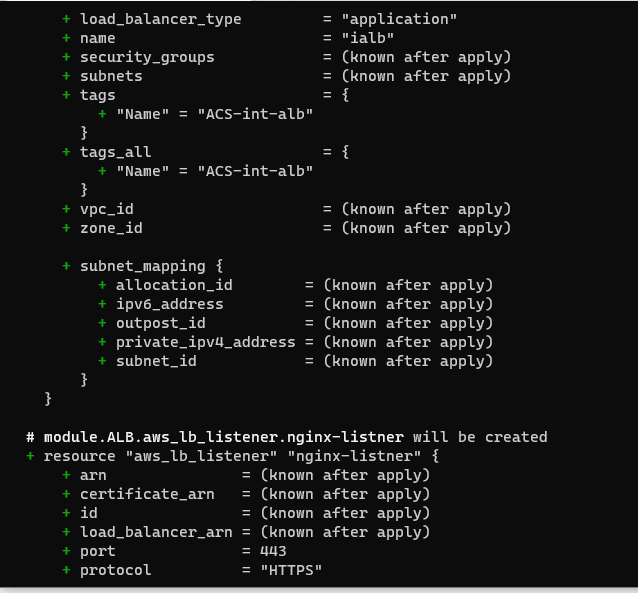 + load_balancer_type         = "application"
+ name                       = "ialb"
+ security_groups            = (known after apply)
+ subnets                    = (known after apply)
+ tags                       = {
+ "Name" = "ACS-int-alb"
}
+ tags_all                   = {
+ "Name" = "ACS-int-alb"
}
+ vpc_id                     = (known after apply)
+ zone_id                    = (known after apply)
+ subnet_mapping {
+ allocation_id        = (known after apply)
+ ipv6_address         = (known after apply)
+ outpost_id           = (known after apply)
+ private_ipv4_address = (known after apply)
+ subnet_id            = (known after apply)
}
}
# module.ALB.aws_lb_listener.nginx-listner will be created
+ resource "aws_lb_listener" "nginx-listner" {
+ arn               = (known after apply)
+ certificate_arn   = (known after apply)
+ id                = (known after apply)
+ load_balancer_arn = (known after apply)
+ port              = 443
+ protocol          = "HTTPS"